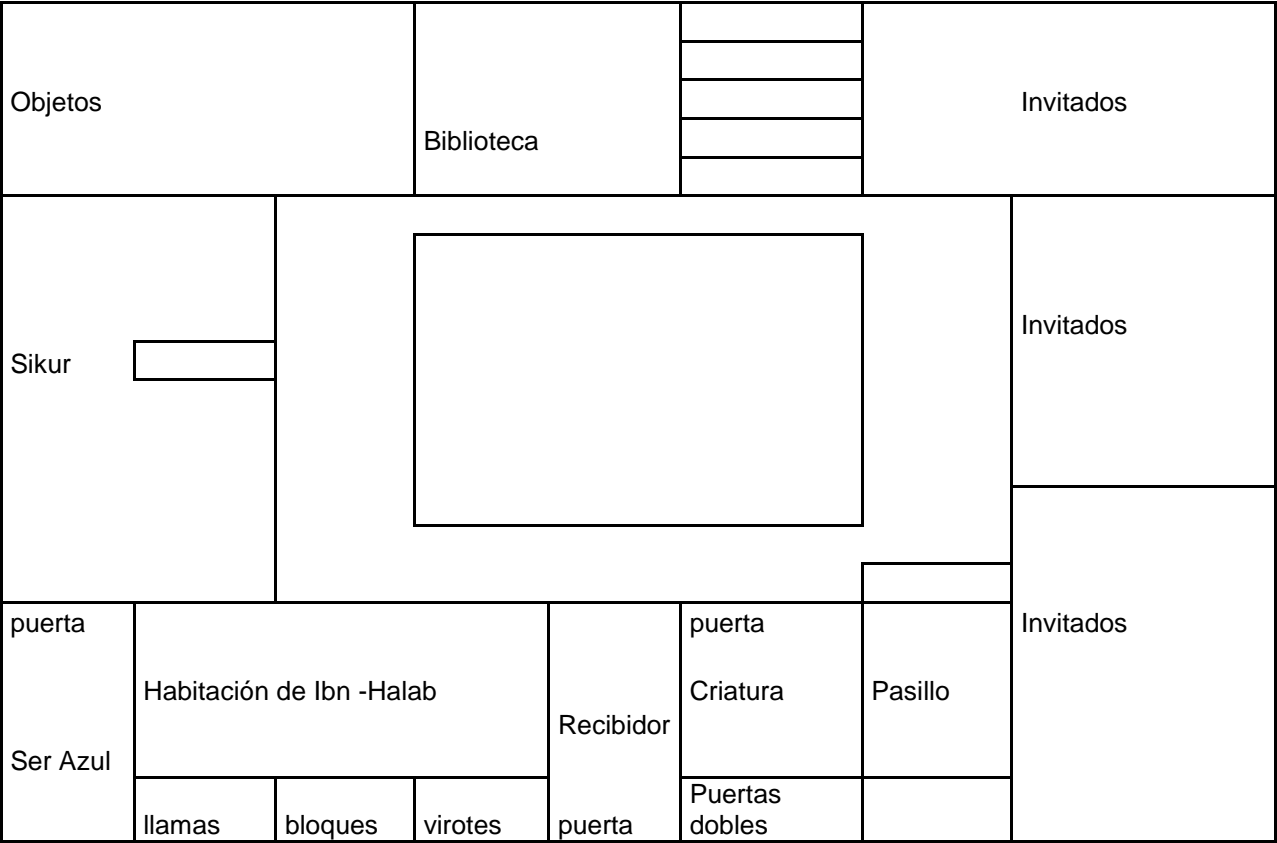 Objetos
Invitados
Biblioteca
Invitados
Sikur
puerta
puerta
Invitados
Habitación de Ibn -Halab
Criatura
Pasillo
Recibidor
Ser Azul
Puertas
dobles
llamas
bloques
virotes
puerta